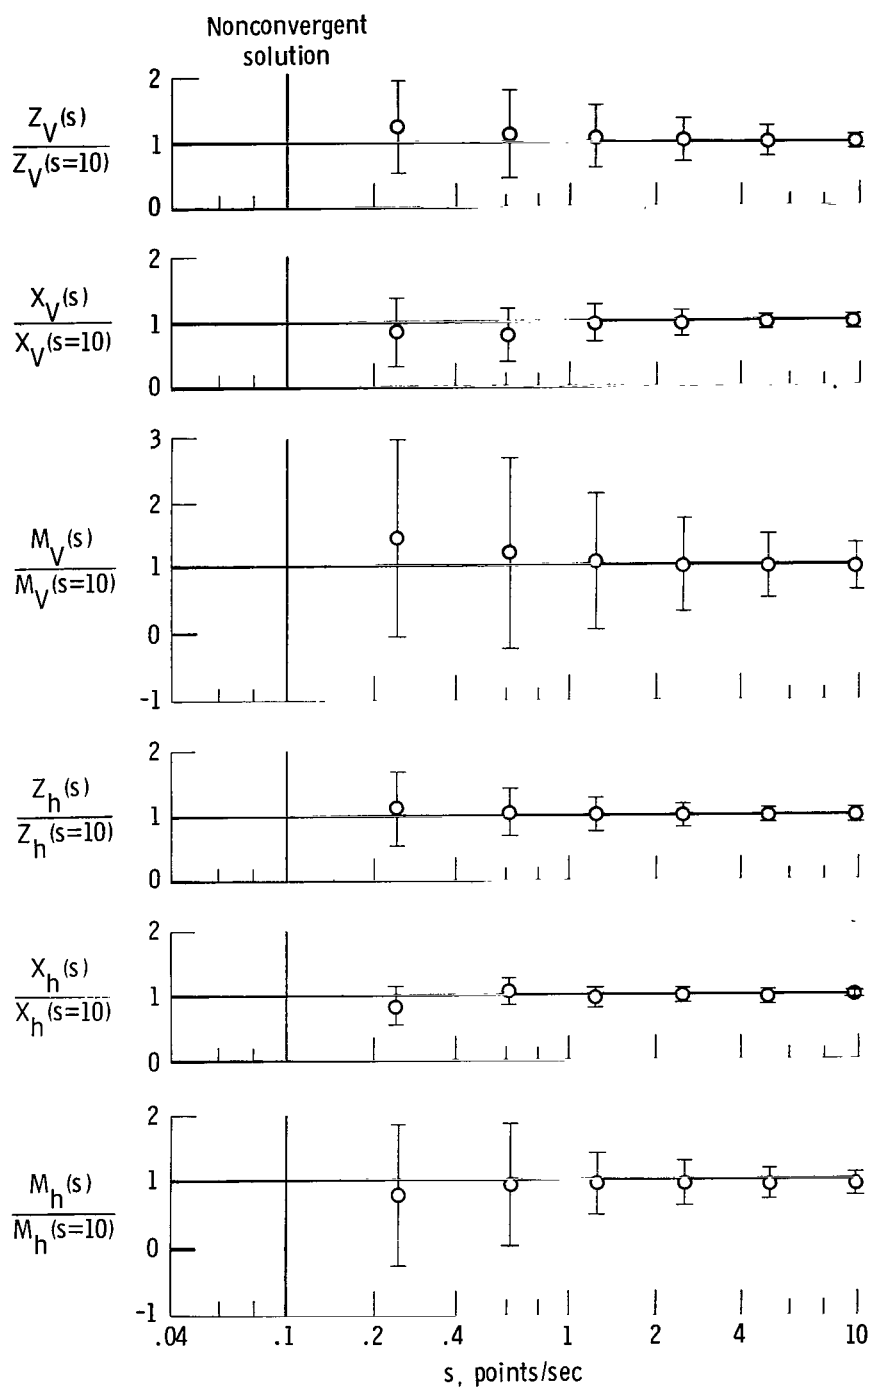 Nonconvergent
solution
2
Z_V(s)
Z_V(s=10)
1
0
2
X_V(s)
X_V(s=10)
1
0
3
2
M_V(s)
M_V(s=10)
1
0
-1
2
Z_h(s)
Z_h(s=10)
1
0
2
X_h(s)
X_h(s=10)
1
0
2
M_h(s)
M_h(s=10)
1
0
-1
.04 .1 .2 .4 1 2 4 10
s, points/sec